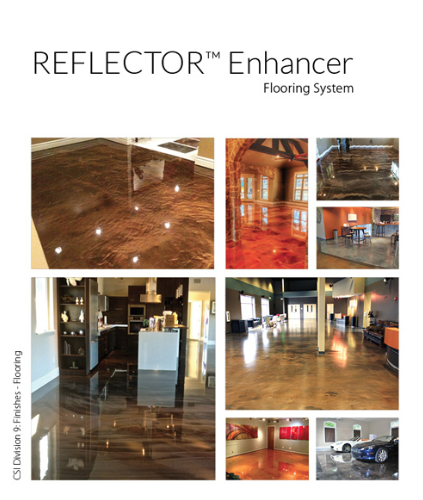 REFLECTOR™ Enhancer
Flooring System
CSI Division 9: Finishes - Flooring